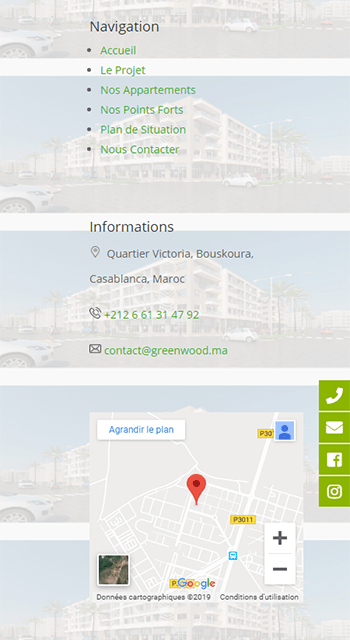 Navigation
Accueil
Le Projet
Nos Appartements
Nos Points Forts
Plan de Situation
Nous Contacter
Informations
Quartier Victoria, Bouskoura,
Casablanca, Maroc
+212 6 61 31 47 92
contact@greenwood.ma
Agrandir le plan
P30
P3011
Google
Données cartographiques ©2019 Conditions d'utilisation